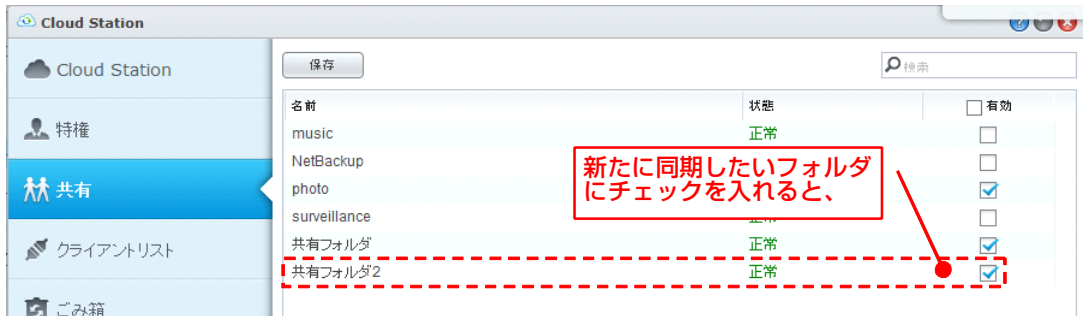 Cloud Station
Cloud Station
特権
共有
クライアントリスト
ごみ箱
保存
検索
名前 状態 有効
music 正常
NetBackup
photo
surveillance 正常
共有フォルダ 正常
共有フォルダ2 正常
新たに同期したいフォルダ
にチェックを入れると、